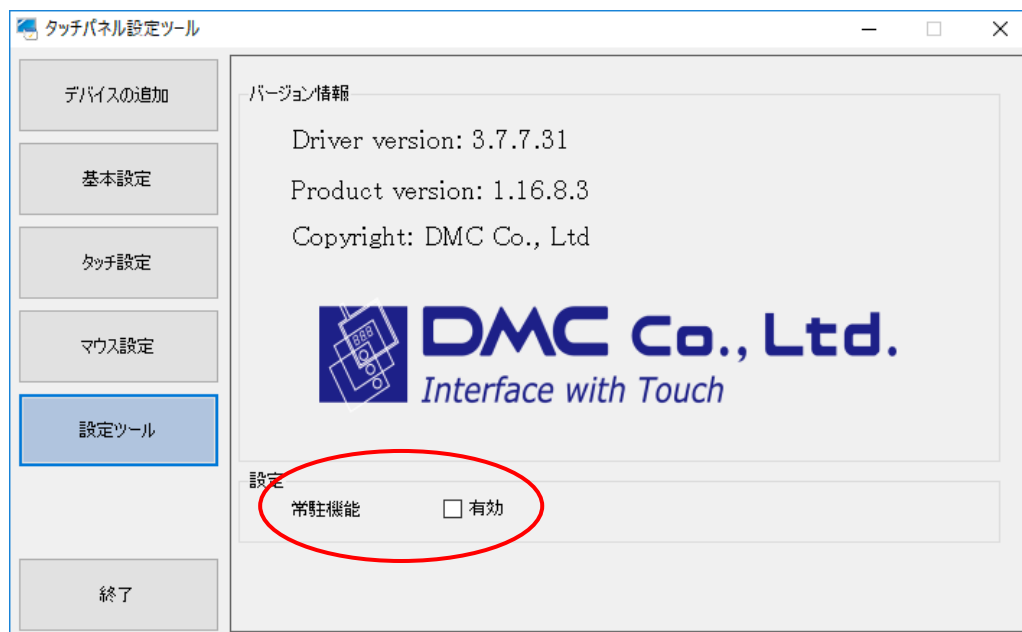 タッチパネル設定ツール
デバイスの追加
基本設定
タッチ設定
マウス設定
設定ツール
終了
バージョン情報
Driver version: 3.7.7.31
Product version: 1.16.8.3
Copyright: DMC Co., Ltd
888
DMC Co., Ltd.
Interface with Touch
設定
常駐機能 有効